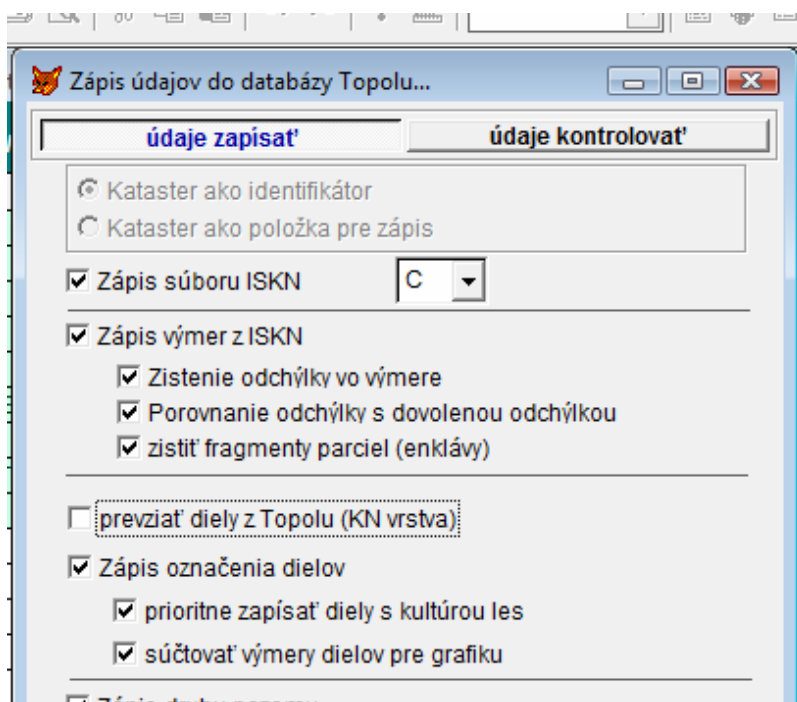 Zápis údajov do databázy Topolu...
údaje zapísať údaje kontrolovať
Kataster ako identifikátor
Kataster ako položka pre zápis
Zápis súboru ISKN C
Zápis výmer z ISKN
Zistenie odchýlky vo výmere
Porovnanie odchýlky s dovolenou odchýlkou
zistiť fragmenty parciel (enklávy)
prevziať diely z Topolu (KN vrstva)
Zápis označenia dielov
prioritne zapísať diely s kultúrou les
súčtovať výmery dielov pre grafiku